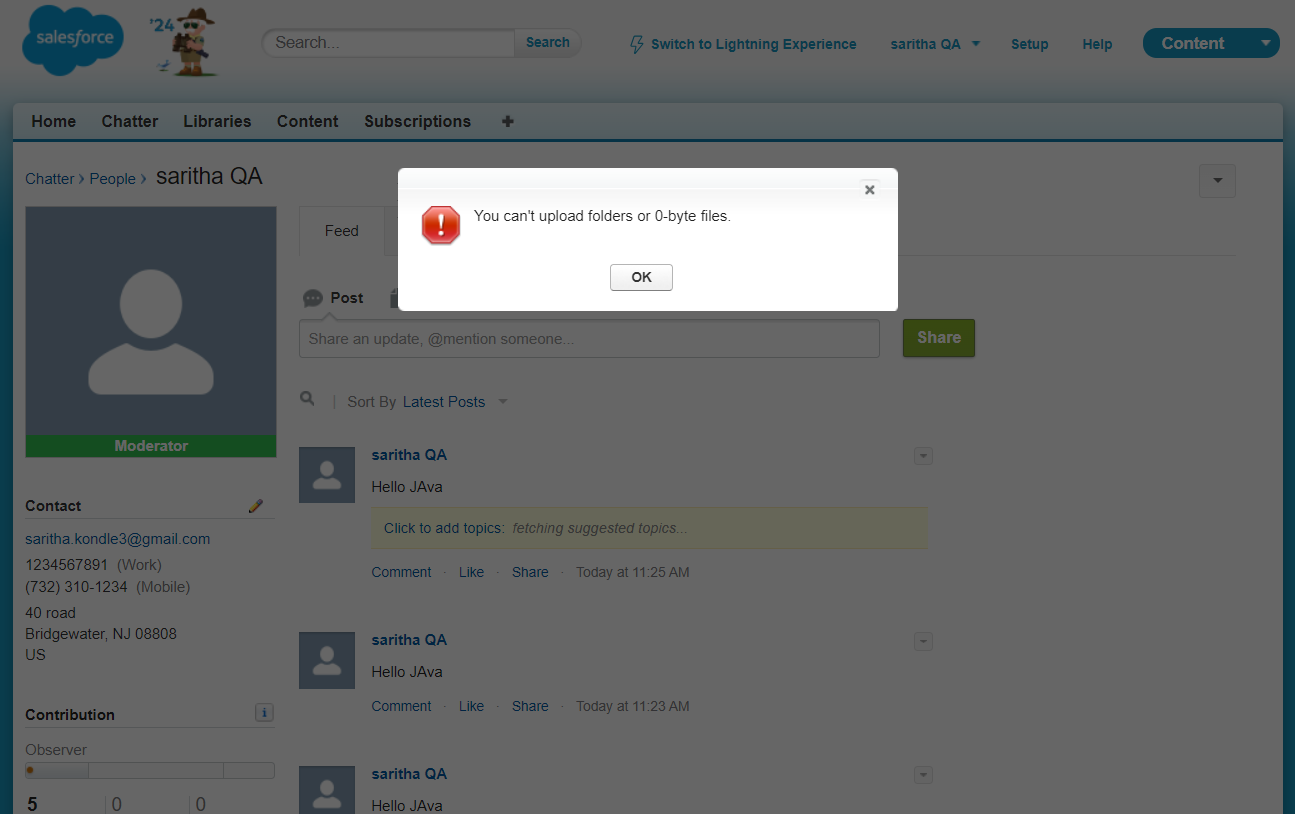 salesforce
'24
Search...
Search
Switch to Lightning Experience
saritha QA
Setup
Help
Content
Home
Chatter
Libraries
Content
Subscriptions
+
Chatter › People › saritha QA
You can't upload folders or 0-byte files.
OK
Feed
Post
Share an update, @mention someone...
Share
Sort By Latest Posts
Moderator
Contact
saritha.kondle3@gmail.com
1234567891 (Work)
(732) 310-1234 (Mobile)
40 road
Bridgewater, NJ 08808
US
Contribution
i
Observer
5
0
0
saritha QA
Hello JAva
Click to add topics: fetching suggested topics...
Comment · Like · Share · Today at 11:25 AM
saritha QA
Hello JAva
Comment · Like · Share · Today at 11:23 AM
saritha QA
Hello JAva